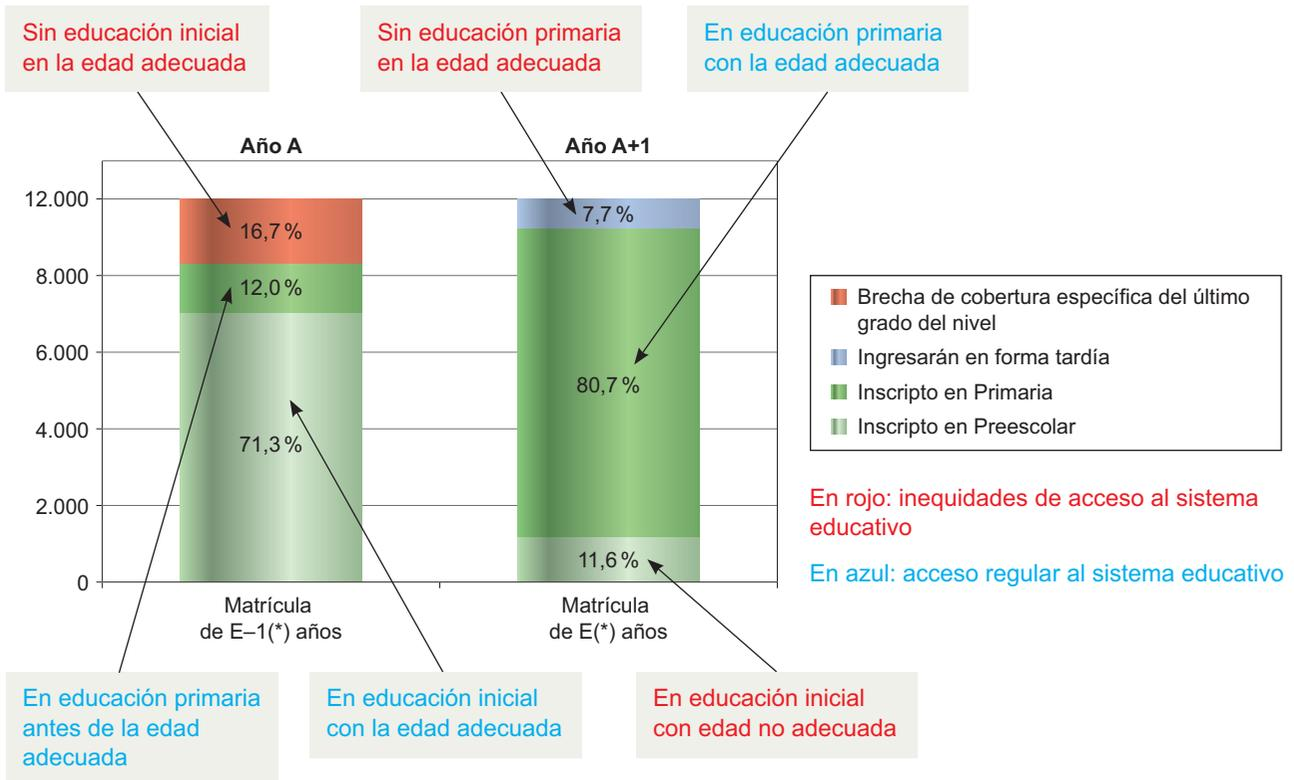 Sin educación inicial
en la edad adecuada
Sin educación primaria
en la edad adecuada
En educación primaria
con la edad adecuada
Año A
Año A+1
12.000
8.000
6.000
4.000
2.000
0
16,7 %
12,0 %
71,3 %
7,7 %
80,7 %
11,6 %
Matrícula
de E–1(*) años
Matrícula
de E(*) años
Brecha de cobertura específica del último
grado del nivel
Ingresarán en forma tardía
Inscripto en Primaria
Inscripto en Preescolar
En rojo: inequidades de acceso al sistema
educativo
En azul: acceso regular al sistema educativo
En educación primaria
antes de la edad
adecuada
En educación inicial
con la edad adecuada
En educación inicial
con edad no adecuada